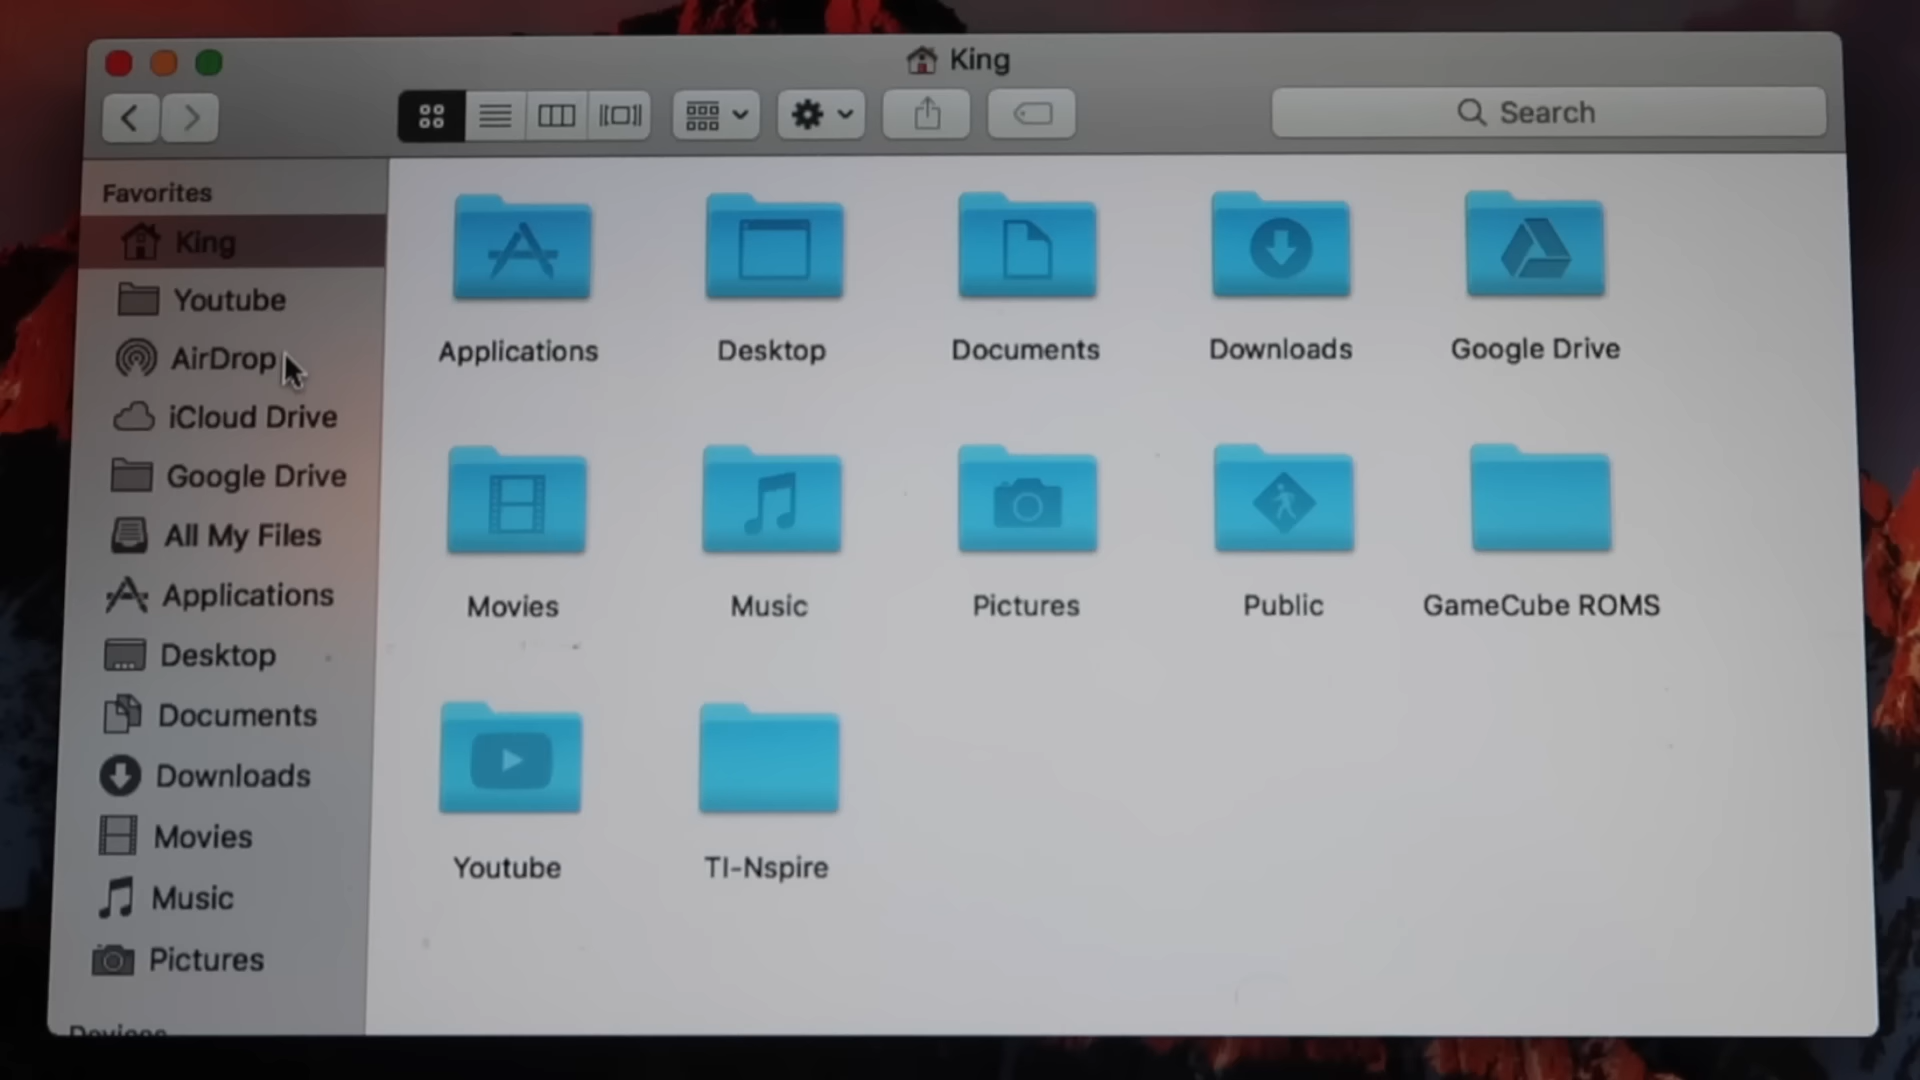 King
Search
Favorites
King
Youtube
AirDrop
iCloud Drive
Google Drive
All My Files
Applications
Desktop
Documents
Downloads
Movies
Music
Pictures
Devices
Applications
Desktop
Documents
Downloads
Google Drive
Movies
Music
Pictures
Public
GameCube ROMS
Youtube
TI-Nspire